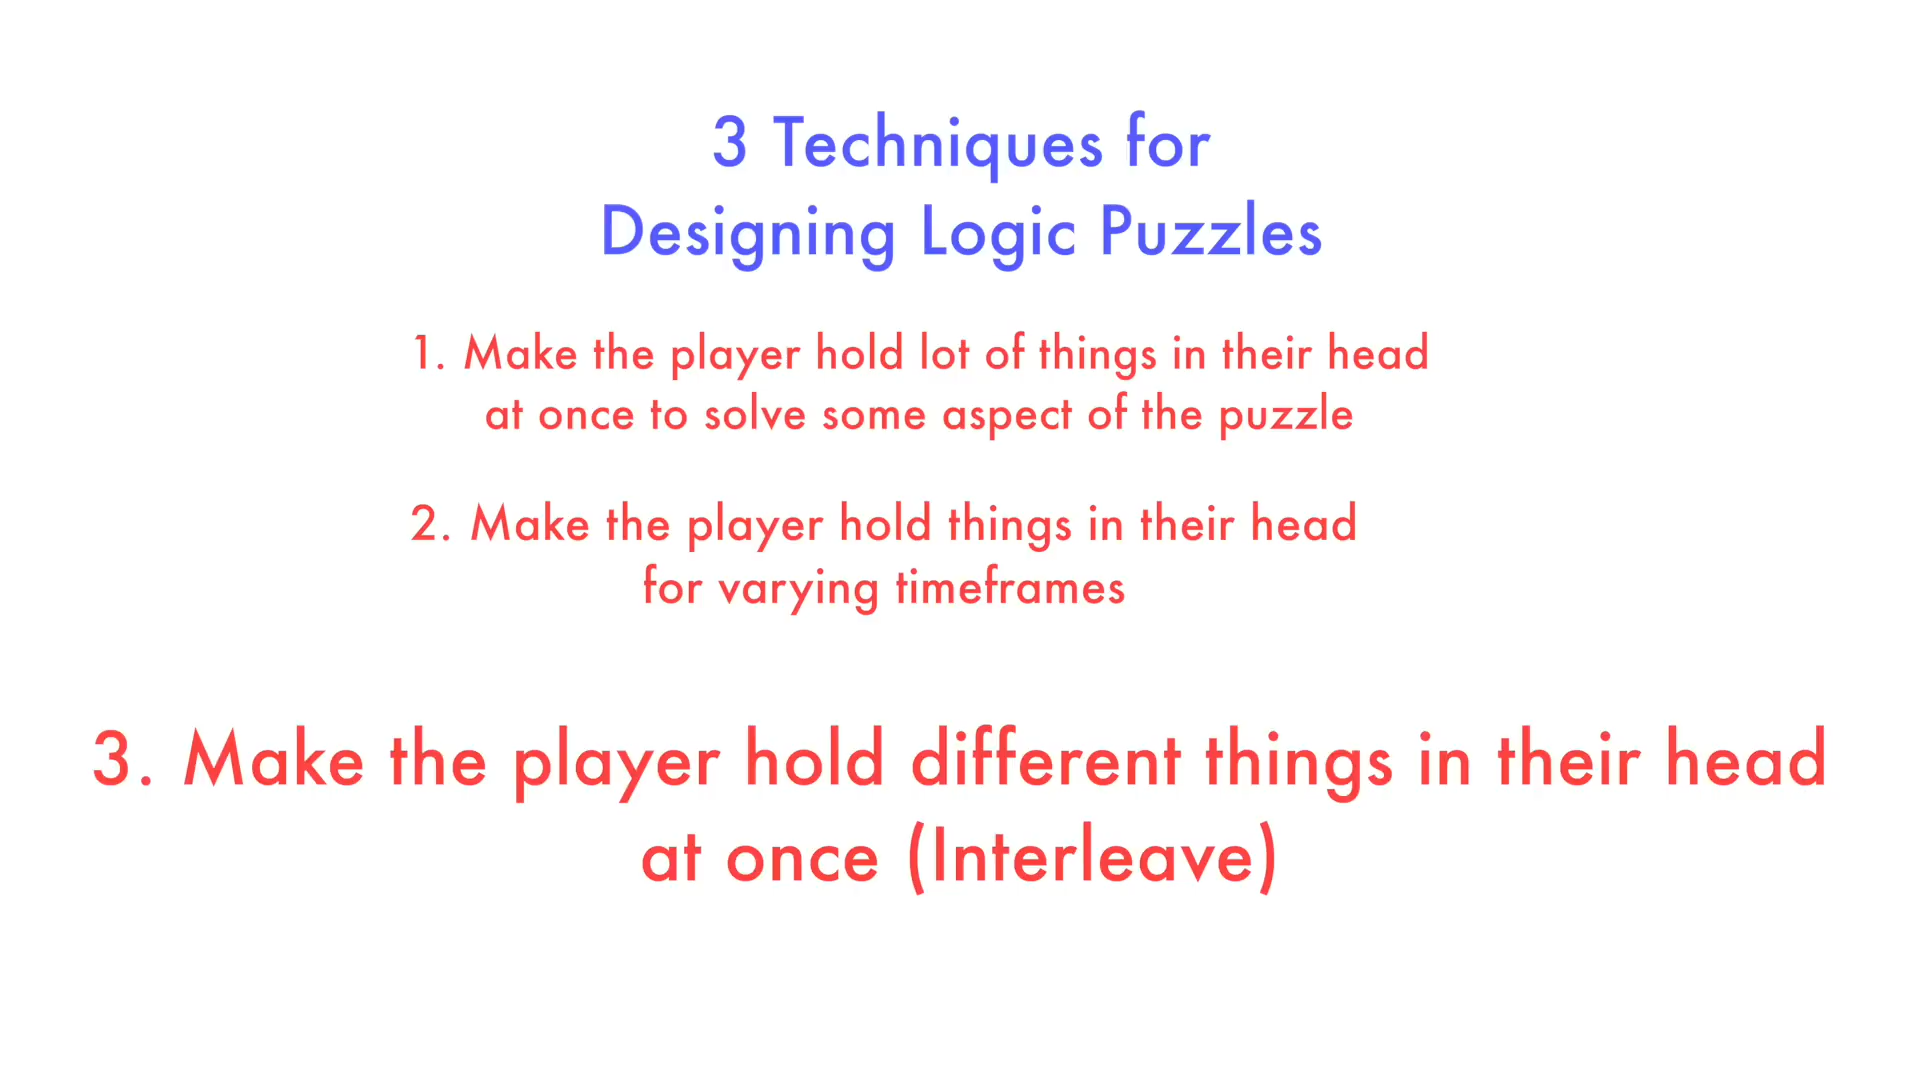 3 Techniques for
Designing Logic Puzzles
1. Make the player hold lot of things in their head
at once to solve some aspect of the puzzle
2. Make the player hold things in their head
for varying timeframes
3. Make the player hold different things in their head
at once (Interleave)